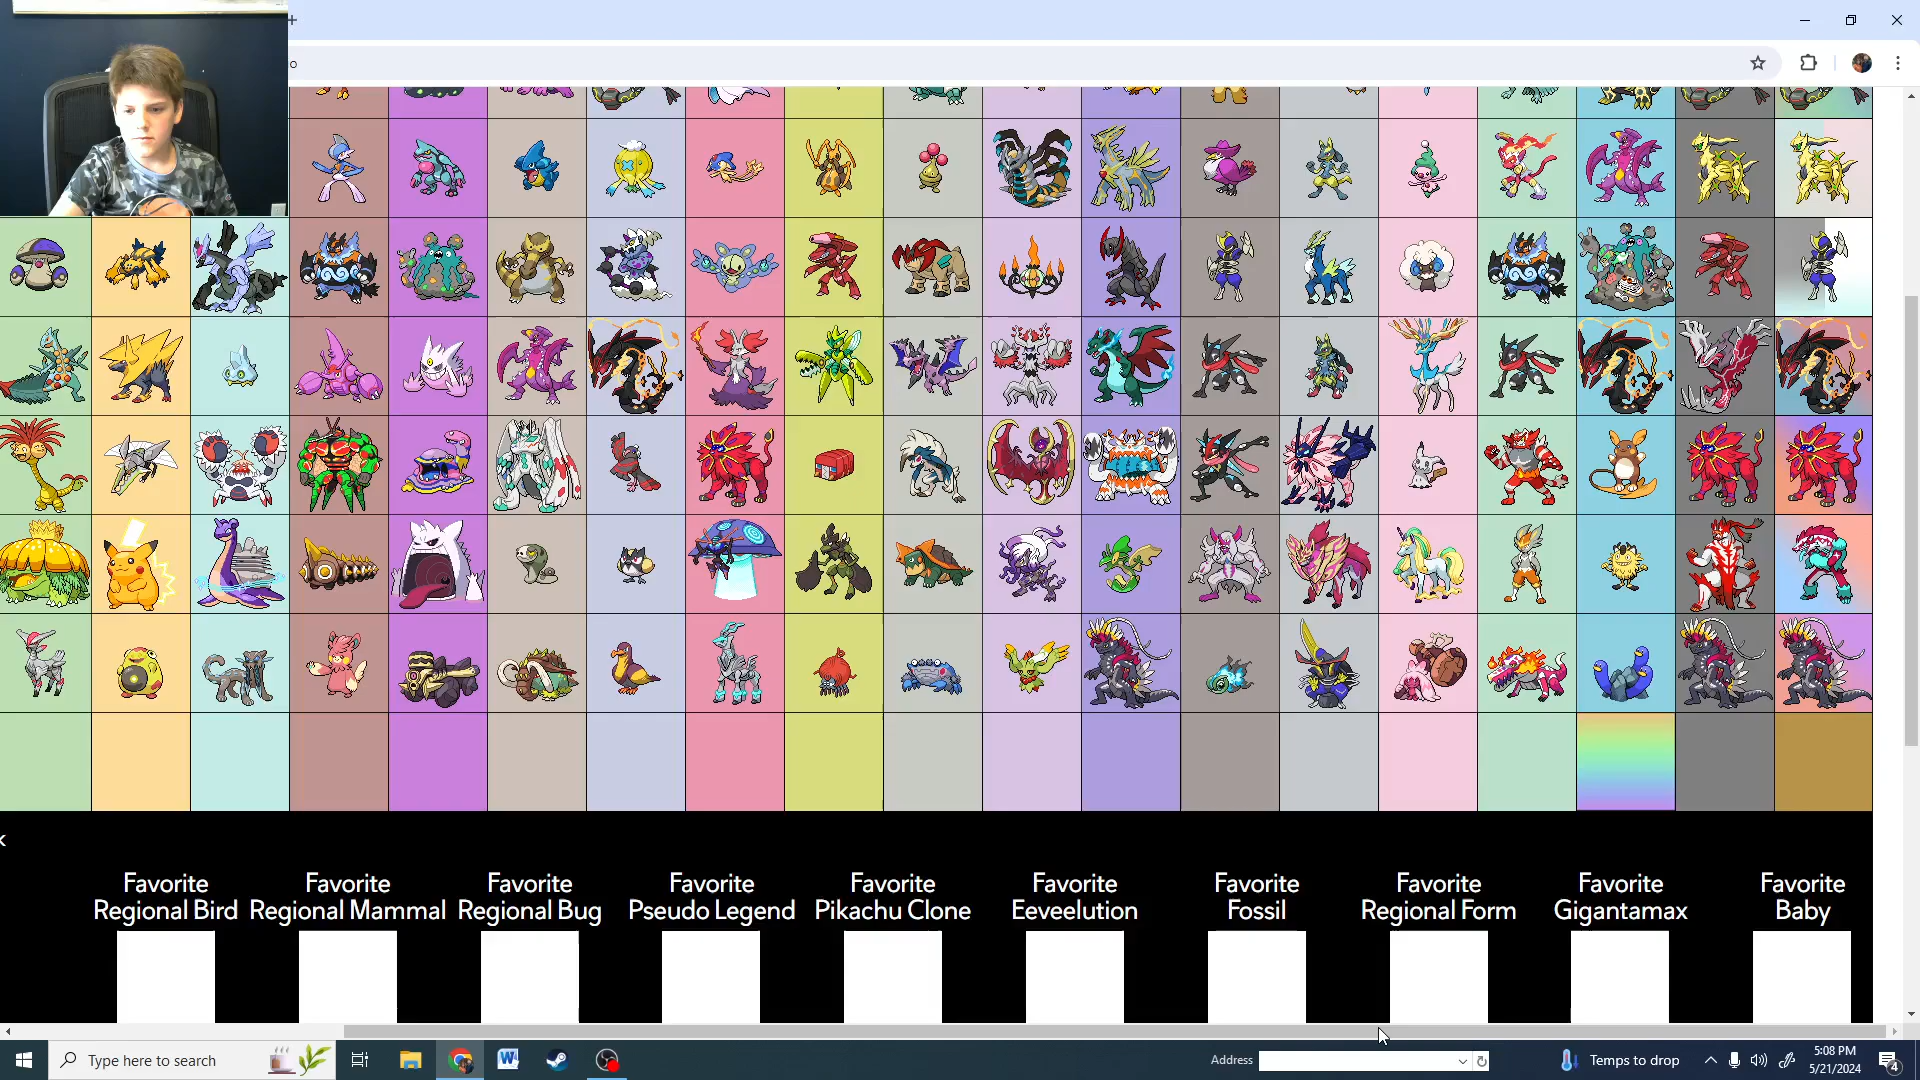 Favorite
Regional Bird
Favorite
Regional Mammal
Favorite
Regional Bug
Favorite
Pseudo Legend
Favorite
Pikachu Clone
Favorite
Eeveelution
Favorite
Fossil
Favorite
Regional Form
Favorite
Gigantamax
Favorite
Baby
Type here to search
Address
Temps to drop
5:08 PM
5/21/2024
4